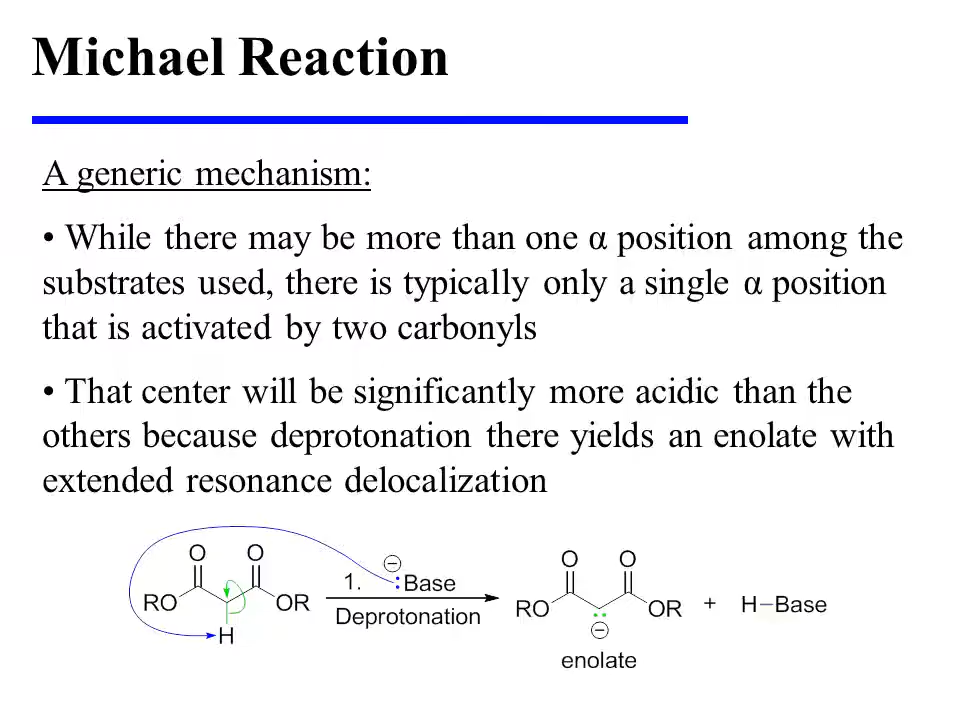 Michael Reaction
A generic mechanism:
• While there may be more than one α position among the
substrates used, there is typically only a single α position
that is activated by two carbonyls
• That center will be significantly more acidic than the
others because deprotonation there yields an enolate with
extended resonance delocalization
O O
RO OR
H
1. ⊖ : Base
Deprotonation
O O
RO OR
⊖
enolate
+ H–Base